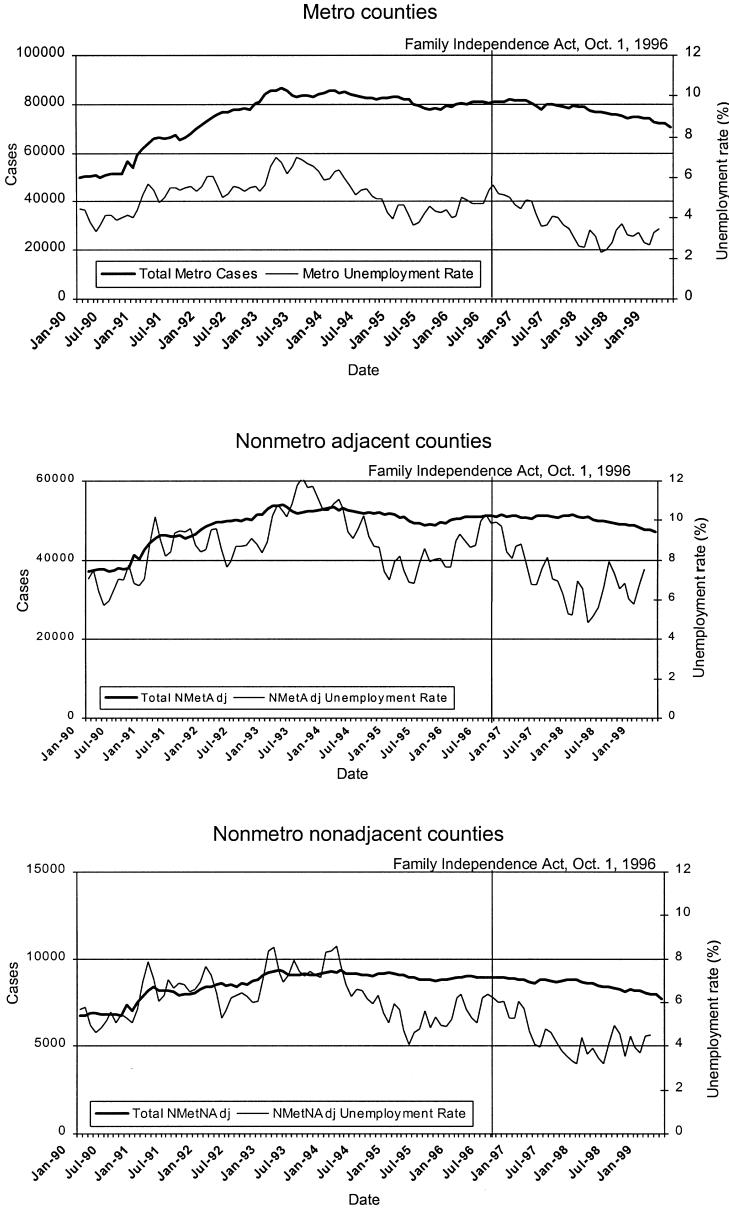 Metro counties
Family Independence Act, Oct. 1, 1996
100000
80000
60000
40000
20000
0
Cases
12
10
8
6
4
2
0
Unemployment rate (%)
Total Metro Cases
Metro Unemployment Rate
Jan-90
Jul-90
Jan-91
Jul-91
Jan-92
Jul-92
Jan-93
Jul-93
Jan-94
Jul-94
Jan-95
Jul-95
Jan-96
Jul-96
Jan-97
Jul-97
Jan-98
Jul-98
Jan-99
Date
Nonmetro adjacent counties
Family Independence Act, Oct. 1, 1996
60000
40000
20000
0
Cases
12
10
8
6
4
2
0
Unemployment rate (%)
Total NMetAdj
NMetAdj Unemployment Rate
Jan-90
Jul-90
Jan-91
Jul-91
Jan-92
Jul-92
Jan-93
Jul-93
Jan-94
Jul-94
Jan-95
Jul-95
Jan-96
Jul-96
Jan-97
Jul-97
Jan-98
Jul-98
Jan-99
Date
Nonmetro nonadjacent counties
Family Independence Act, Oct. 1, 1996
15000
10000
5000
0
Cases
12
10
8
6
4
2
0
Unemployment rate (%)
Total NMetNAdj
NMetNAdj Unemployment Rate
Jan-90
Jul-90
Jan-91
Jul-91
Jan-92
Jul-92
Jan-93
Jul-93
Jan-94
Jul-94
Jan-95
Jul-95
Jan-96
Jul-96
Jan-97
Jul-97
Jan-98
Jul-98
Jan-99
Date